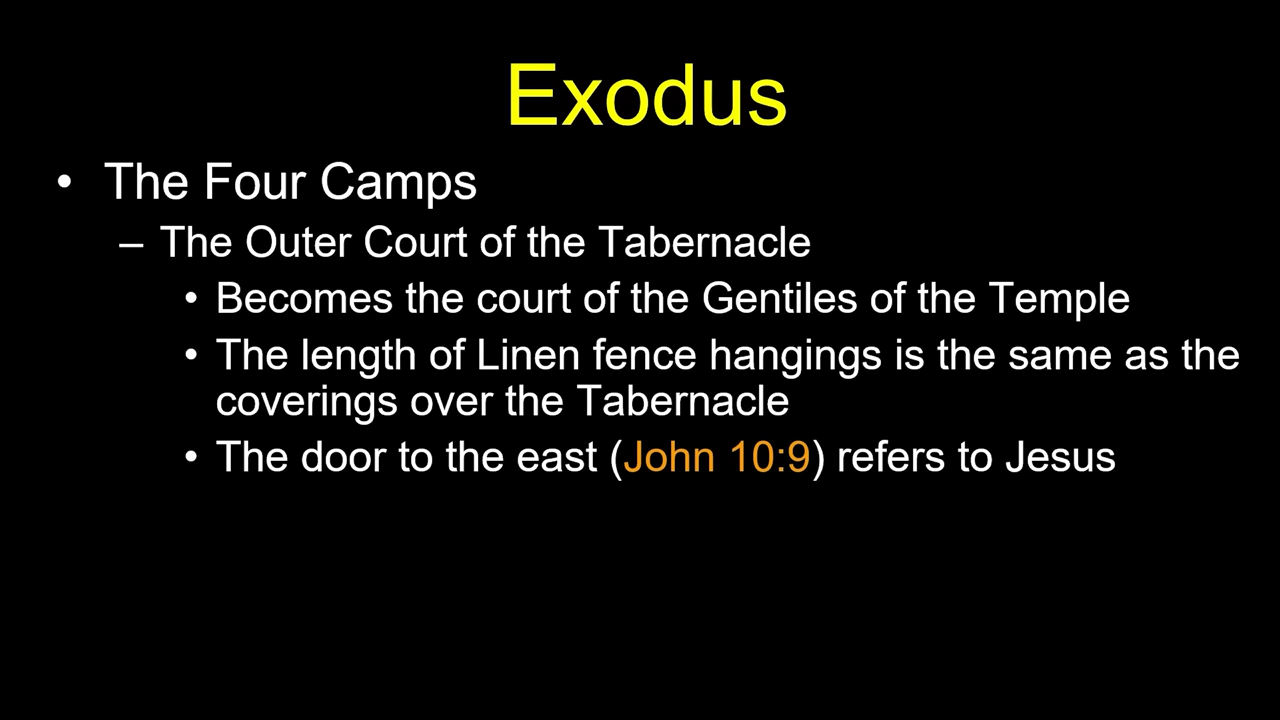 Exodus
• The Four Camps
– The Outer Court of the Tabernacle
• Becomes the court of the Gentiles of the Temple
• The length of Linen fence hangings is the same as the
coverings over the Tabernacle
• The door to the east (John 10:9) refers to Jesus